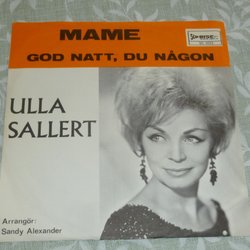 MAME
GOD NATT, DU NÅGON
ULLA
SALLERT
Arrangör:
Sandy Alexander